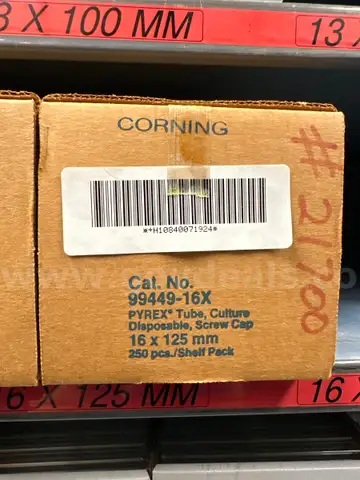 3 X 100 MM
13
CORNING
*+H10840071924*
# 21700
Cat. No.
99449-16X
PYREX® Tube, Culture
Disposable, Screw Cap
16 x 125 mm
250 pcs./Shelf Pack
6 X 125 MM
16